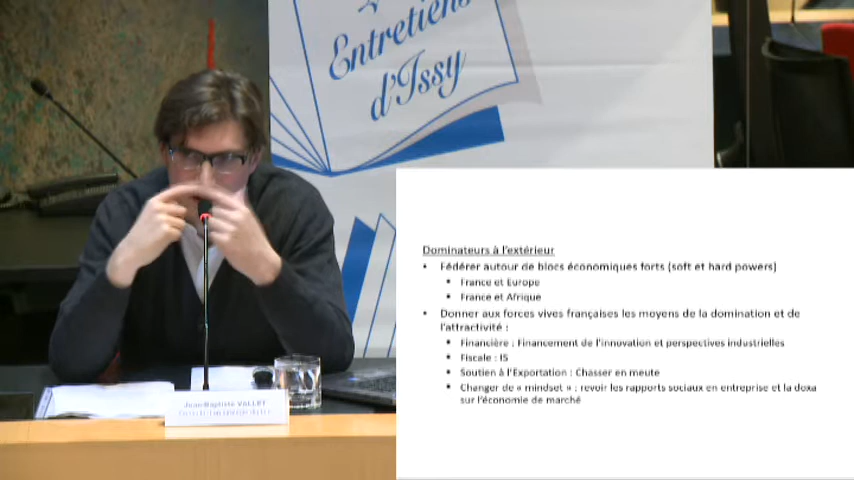 Entretiens
d'Issy
Dominateurs à l'extérieur
• Fédérer autour de blocs économiques forts (soft et hard powers)
▪ France et Europe
▪ France et Afrique
• Donner aux forces vives françaises les moyens de la domination et de
l'attractivité :
▪ Financière : Financement de l'innovation et perspectives industrielles
▪ Fiscale : IS
▪ Soutien à l'Exportation : Chasser en meute
▪ Changer de « mindset » : revoir les rapports sociaux en entreprise et la doxa
sur l'économie de marché
Jean-Baptiste VALLET